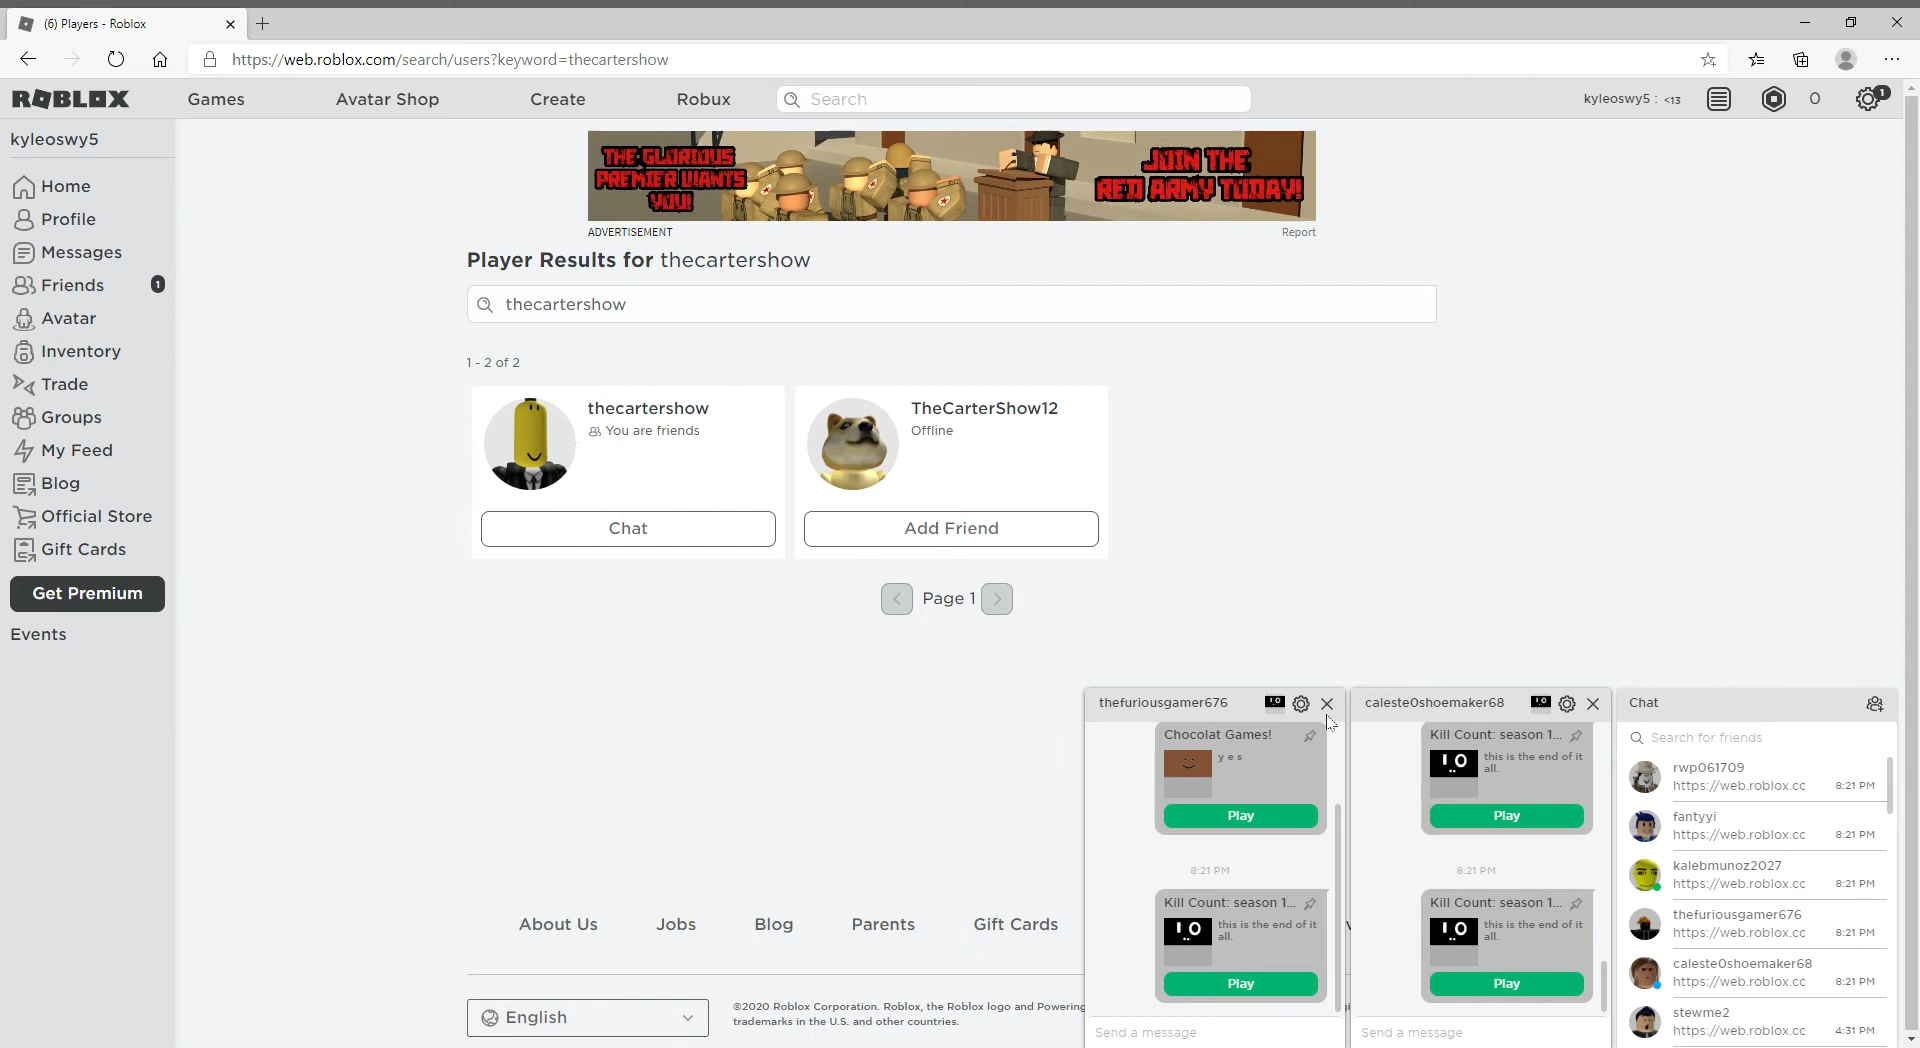 (6) Players - Roblox
https://web.roblox.com/search/users?keyword=thecartershow
ROBLOX
Games
Avatar Shop
Create
Robux
Search
kyleoswy5 : <13
0
1
kyleoswy5
Home
Profile
Messages
Friends
1
Avatar
Inventory
Trade
Groups
My Feed
Blog
Official Store
Gift Cards
Get Premium
Events
THE GLORIOUS
PREMIER WANTS
YOU!
JOIN THE
RED ARMY TODAY!
ADVERTISEMENT
Report
Player Results for thecartershow
thecartershow
1 - 2 of 2
thecartershow
You are friends
Chat
TheCarterShow12
Offline
Add Friend
Page 1
About Us
Jobs
Blog
Parents
Gift Cards
English
©2020 Roblox Corporation. Roblox, the Roblox logo and Powering
trademarks in the U.S. and other countries.
thefuriousgamer676
Chocolat Games!
y e s
Play
8:21 PM
Kill Count: season 1...
this is the end of it
all.
Play
Send a message
caleste0shoemaker68
Kill Count: season 1...
this is the end of it
all.
Play
8:21 PM
Kill Count: season 1...
this is the end of it
all.
Play
Send a message
Chat
Search for friends
rwp061709
https://web.roblox.cc
8:21 PM
fantyyi
https://web.roblox.cc
8:21 PM
kalebmunoz2027
https://web.roblox.cc
8:21 PM
thefuriousgamer676
https://web.roblox.cc
8:21 PM
caleste0shoemaker68
https://web.roblox.cc
8:21 PM
stewme2
https://web.roblox.cc
4:31 PM